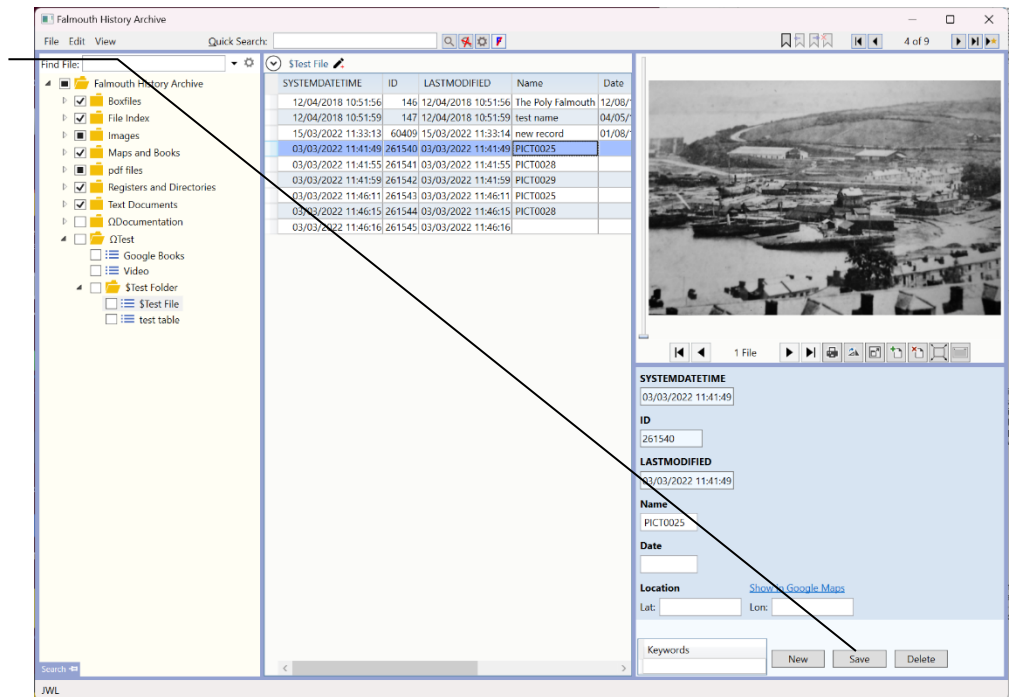 Falmouth History Archive
File Edit View Quick Search: 4 of 9
Find File:
Falmouth History Archive
Boxfiles
File Index
Images
Maps and Books
pdf files
Registers and Directories
Text Documents
ΩDocumentation
ΩTest
Google Books
Video
$Test Folder
$Test File
test table
Search
$Test File
SYSTEMDATETIME ID LASTMODIFIED Name Date
12/04/2018 10:51:56 146 12/04/2018 10:51:56 The Poly Falmouth 12/08/
12/04/2018 10:51:59 147 12/04/2018 10:51:59 test name 04/05/
15/03/2022 11:33:13 60409 15/03/2022 11:33:14 new record 01/08/
03/03/2022 11:41:49 261540 03/03/2022 11:41:49 PICT0025
03/03/2022 11:41:55 261541 03/03/2022 11:41:55 PICT0028
03/03/2022 11:41:59 261542 03/03/2022 11:41:59 PICT0029
03/03/2022 11:46:11 261543 03/03/2022 11:46:11 PICT0025
03/03/2022 11:46:15 261544 03/03/2022 11:46:15 PICT0028
03/03/2022 11:46:16 261545 03/03/2022 11:46:16
1 File
SYSTEMDATETIME
03/03/2022 11:41:49
ID
261540
LASTMODIFIED
03/03/2022 11:41:49
Name
PICT0025
Date
Location Show in Google Maps
Lat: Lon:
Keywords
New Save Delete
JWL